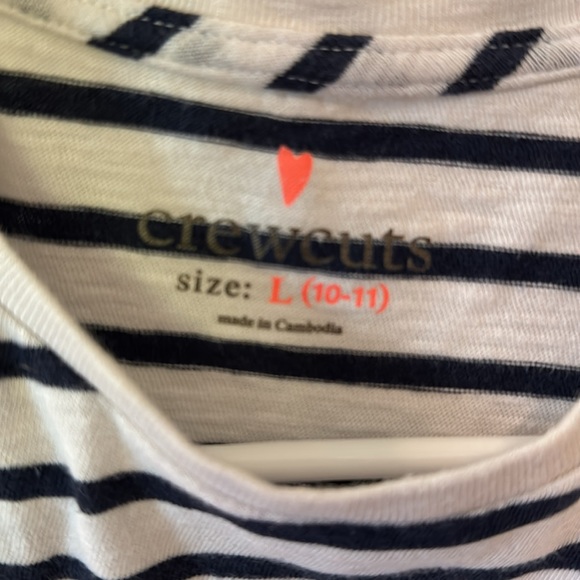 crewcuts
size: L (10-11)
made in Cambodia